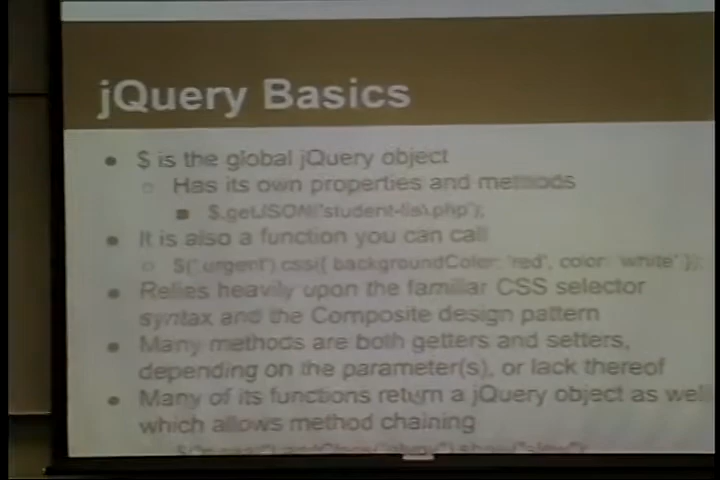 jQuery Basics
$ is the global jQuery object
Has its own properties and methods
$.getJSON('student-list.php');
It is also a function you can call
$('.urgent').css({ backgroundColor: 'red', color: 'white' });
Relies heavily upon the familiar CSS selector
syntax and the Composite design pattern
Many methods are both getters and setters,
depending on the parameter(s), or lack thereof
Many of its functions return a jQuery object as well
which allows method chaining